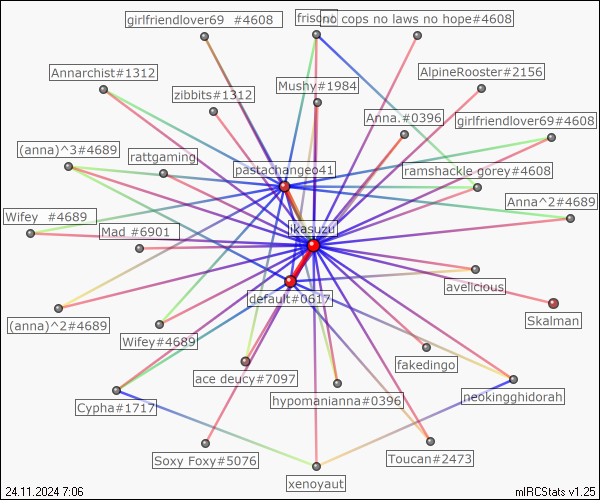 girlfriendlover69 #4608
frisont
no cops no laws no hope#4608
Annarchist#1312
AlpineRooster#2156
zibbits#1312
Mushy#1984
Anna.#0396
girlfriendlover69#4608
(anna)^3#4689
rattgaming
pastachangeo41
ramshackle gorey#4608
Anna^2#4689
Wifey #4689
Mad #6901
ikasuzu
default#0617
avelicious
Skalman
(anna)^2#4689
Wifey#4689
fakedingo
ace deucy#7097
hypomanianna#0396
neokingghidorah
Cypha#1717
Soxy Foxy#5076
Toucan#2473
xenoyaut
24.11.2024 7:06
mIRCStats v1.25